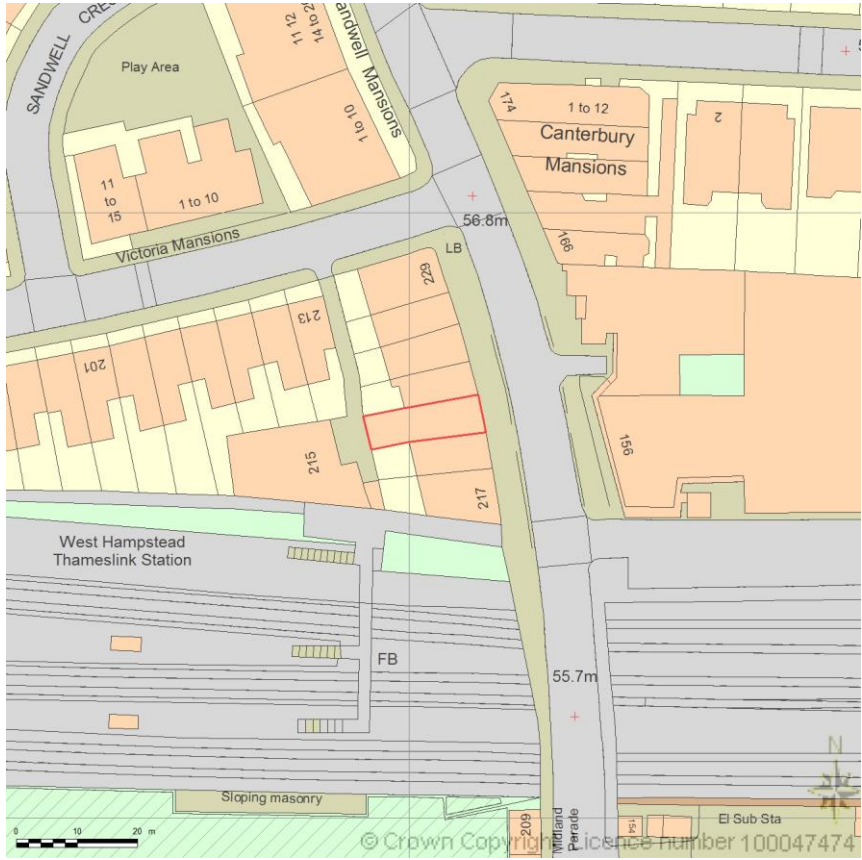 SANDWELL CRES
Play Area
11 12
14 to 2
Sandwell Mansions
1 to 10
174
1 to 12
Canterbury
Mansions
2
11
to
15
1 to 10
Victoria Mansions
56.8m
166
LB
229
213
201
215
217
156
West Hampstead
Thameslink Station
FB
55.7m
N
Sloping masonry
209
Midland
Parade
154
El Sub Sta
0 10 20 m
© Crown Copyright Licence number 100047474